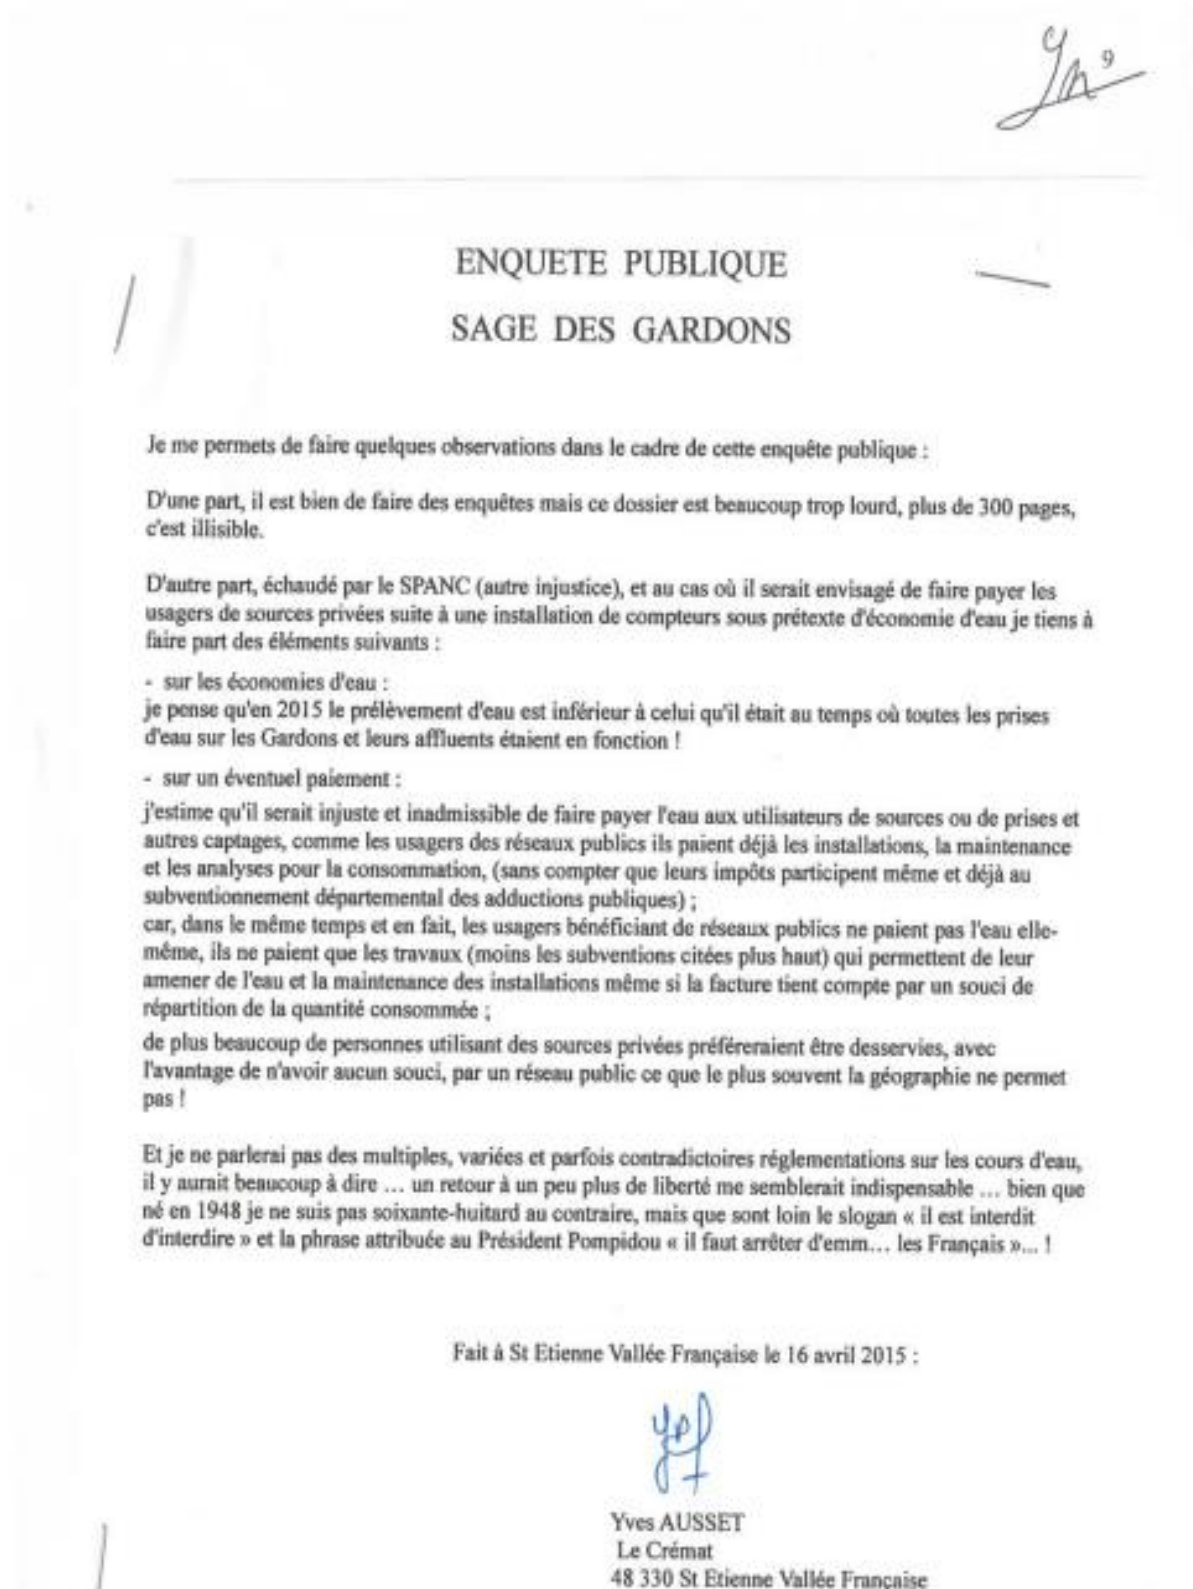 9
ENQUETE PUBLIQUE
SAGE DES GARDONS
Je me permets de faire quelques observations dans le cadre de cette enquête publique :
D'une part, il est bien de faire des enquêtes mais ce dossier est beaucoup trop lourd, plus de 300 pages,
c'est illisible.
D'autre part, échaudé par le SPANC (autre injustice), et au cas où il serait envisagé de faire payer les
usagers de sources privées suite à une installation de compteurs sous prétexte d'économie d'eau je tiens à
faire part des éléments suivants :
- sur les économies d'eau :
je pense qu'en 2015 le prélèvement d'eau est inférieur à celui qu'il était au temps où toutes les prises
d'eau sur les Gardons et leurs affluents étaient en fonction !
- sur un éventuel paiement :
j'estime qu'il serait injuste et inadmissible de faire payer l'eau aux utilisateurs de sources ou de prises et
autres captages, comme les usagers des réseaux publics ils paient déjà les installations, la maintenance
et les analyses pour la consommation, (sans compter que leurs impôts participent même et déjà au
subventionnement départemental des adductions publiques) ;
car, dans le même temps et en fait, les usagers bénéficiant de réseaux publics ne paient pas l'eau elle-
même, ils ne paient que les travaux (moins les subventions citées plus haut) qui permettent de leur
amener de l'eau et la maintenance des installations même si la facture tient compte par un souci de
répartition de la quantité consommée ;
de plus beaucoup de personnes utilisant des sources privées préféreraient être desservies, avec
l'avantage de n'avoir aucun souci, par un réseau public ce que le plus souvent la géographie ne permet
pas !
Et je ne parlerai pas des multiples, variées et parfois contradictoires réglementations sur les cours d'eau,
il y aurait beaucoup à dire ... un retour à un peu plus de liberté me semblerait indispensable ... bien que
né en 1948 je ne suis pas soixante-huitard au contraire, mais que sont loin le slogan « il est interdit
d'interdire » et la phrase attribuée au Président Pompidou « il faut arrêter d'emm... les Français »... !
Fait à St Etienne Vallée Française le 16 avril 2015 :
Yves AUSSET
Le Crémat
48 330 St Etienne Vallée Française